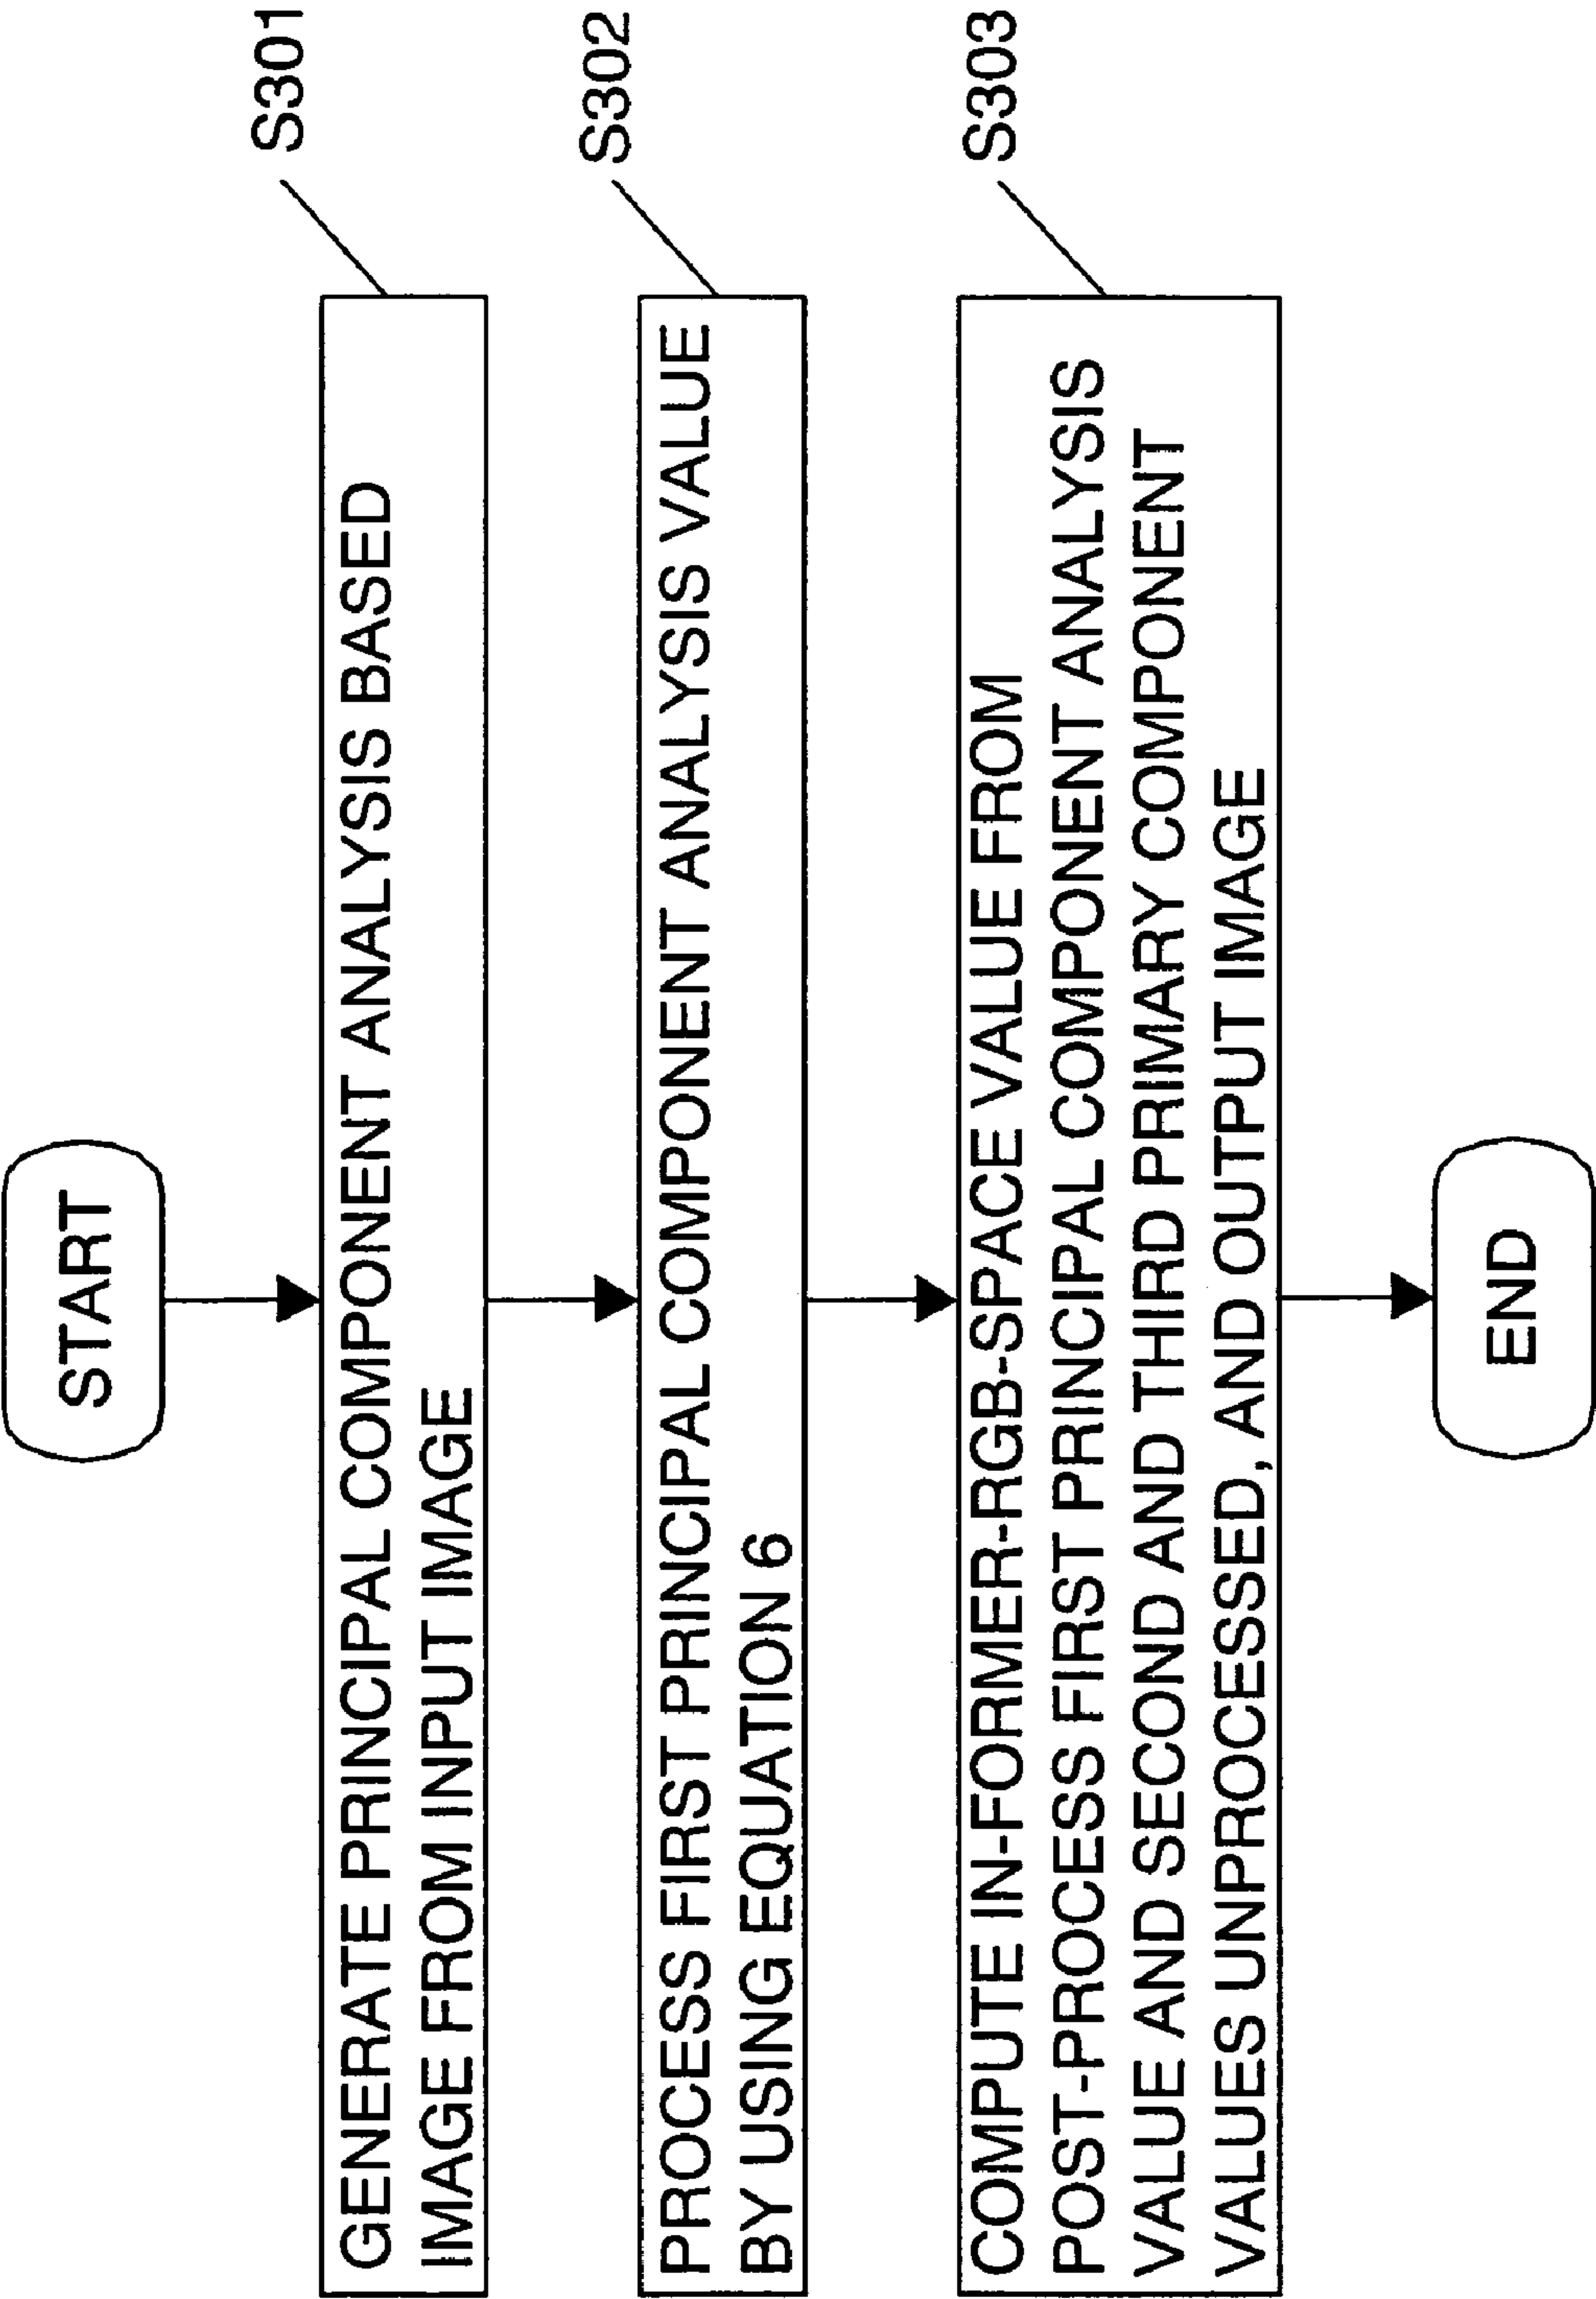 START
S301
GENERATE PRINCIPAL COMPONENT ANALYSIS BASED
IMAGE FROM INPUT IMAGE
S302
PROCESS FIRST PRINCIPAL COMPONENT ANALYSIS VALUE
BY USING EQUATION 6
S303
COMPUTE IN-FORMER-RGB-SPACE VALUE FROM
POST-PROCESS FIRST PRINCIPAL COMPONENT ANALYSIS
VALUE AND SECOND AND THIRD PRIMARY COMPONENT
VALUES UNPROCESSED, AND OUTPUT IMAGE
END